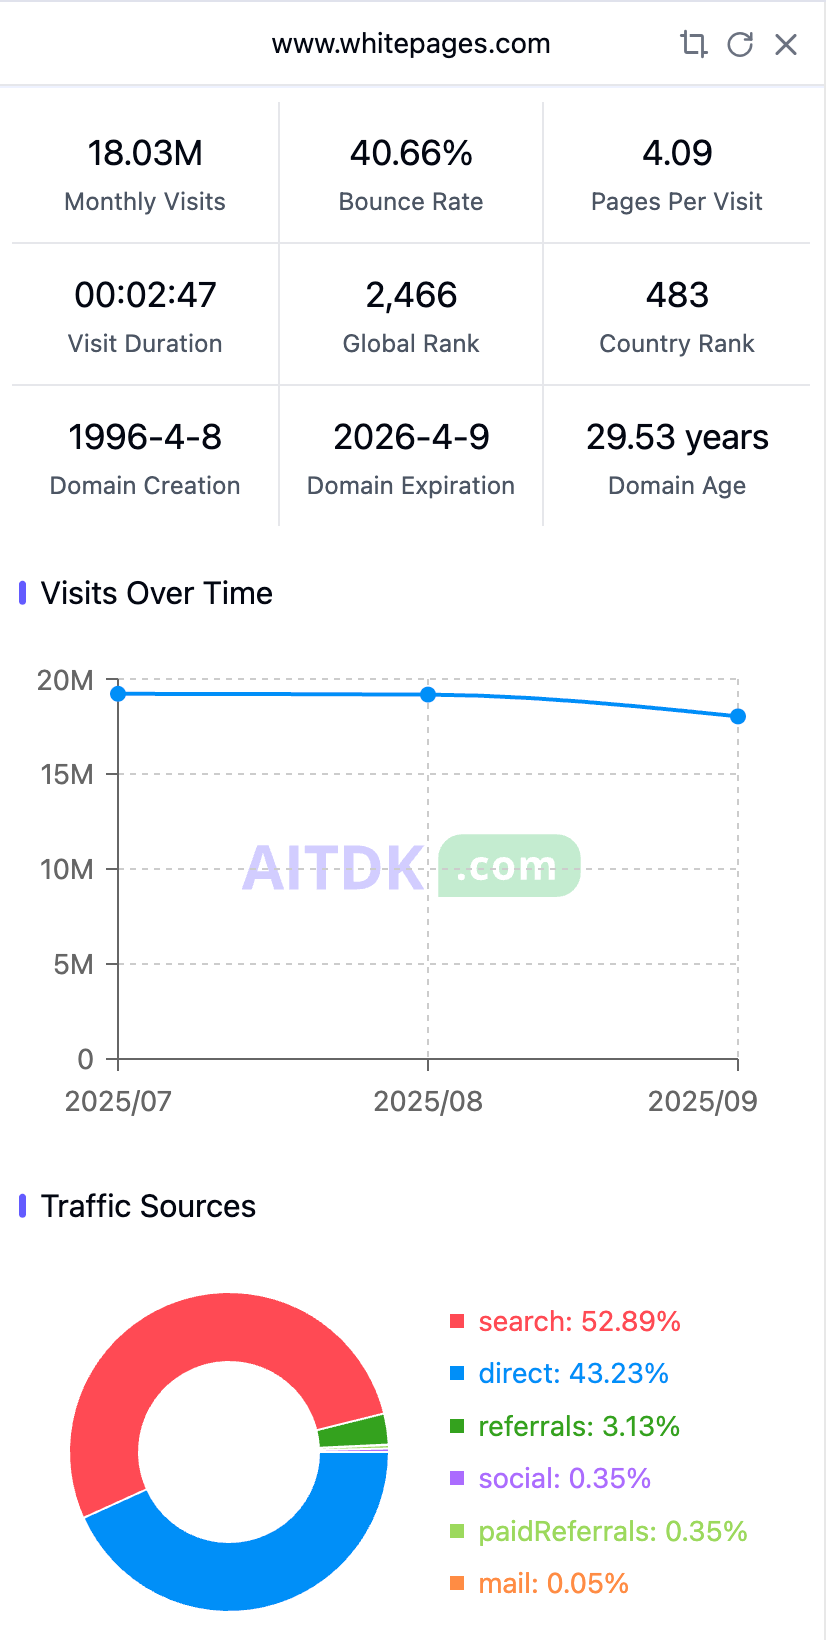 www.whitepages.com
18.03M 40.66% 4.09
Monthly Visits Bounce Rate Pages Per Visit
00:02:47 2,466 483
Visit Duration Global Rank Country Rank
1996-4-8 2026-4-9 29.53 years
Domain Creation Domain Expiration Domain Age
Visits Over Time
20M
15M
10M
AITDK .com
5M
0
2025/07 2025/08 2025/09
Traffic Sources
search: 52.89%
direct: 43.23%
referrals: 3.13%
social: 0.35%
paidReferrals: 0.35%
mail: 0.05%